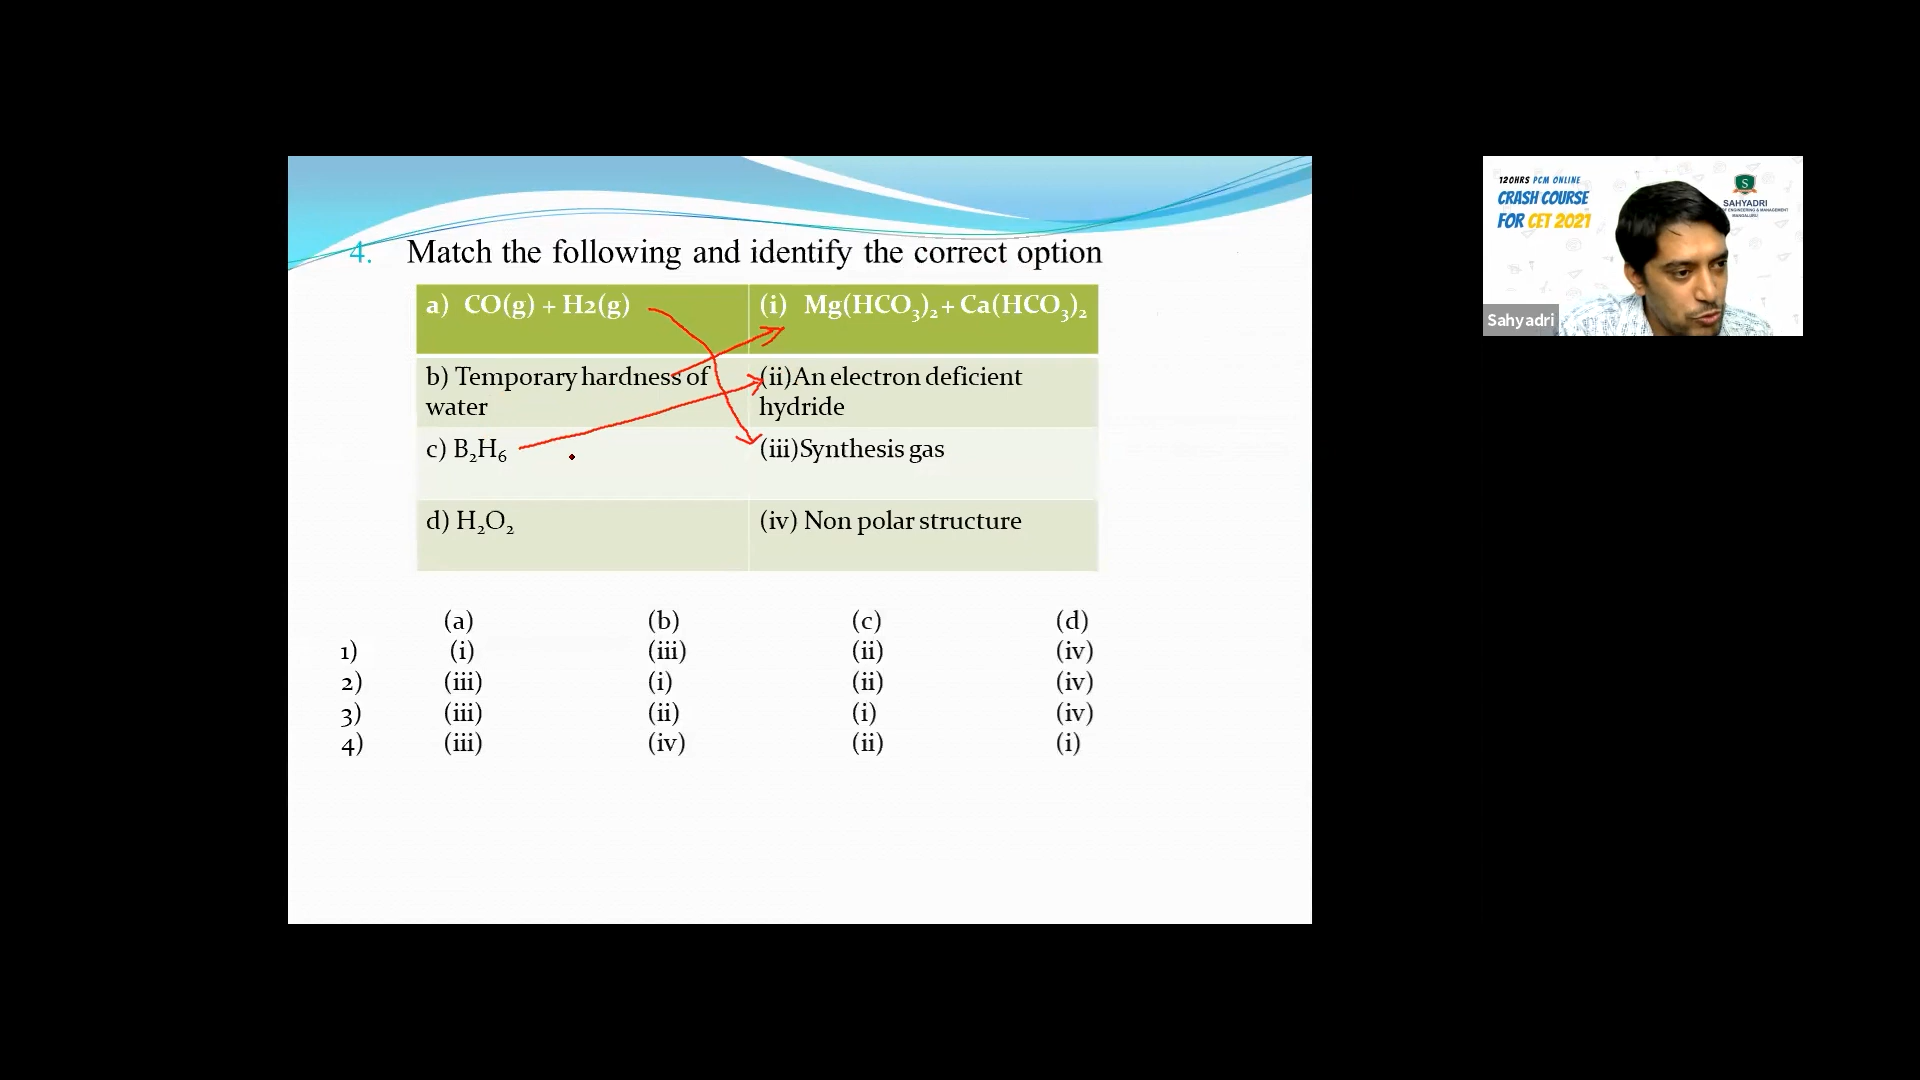 4. Match the following and identify the correct option
a) CO(g) + H2(g) (i) Mg(HCO₃)₂ + Ca(HCO₃)₂
b) Temporary hardness of water (ii)An electron deficient hydride
c) B₂H₆ (iii)Synthesis gas
d) H₂O₂ (iv) Non polar structure
(a) (b) (c) (d)
1) (i) (iii) (ii) (iv)
2) (iii) (i) (ii) (iv)
3) (iii) (ii) (i) (iv)
4) (iii) (iv) (ii) (i)
120HRS PCM ONLINE
CRASH COURSE
FOR CET 2021
S
SAHYADRI
ENGINEERING & MANAGEMENT
MANGALURU
Sahyadri